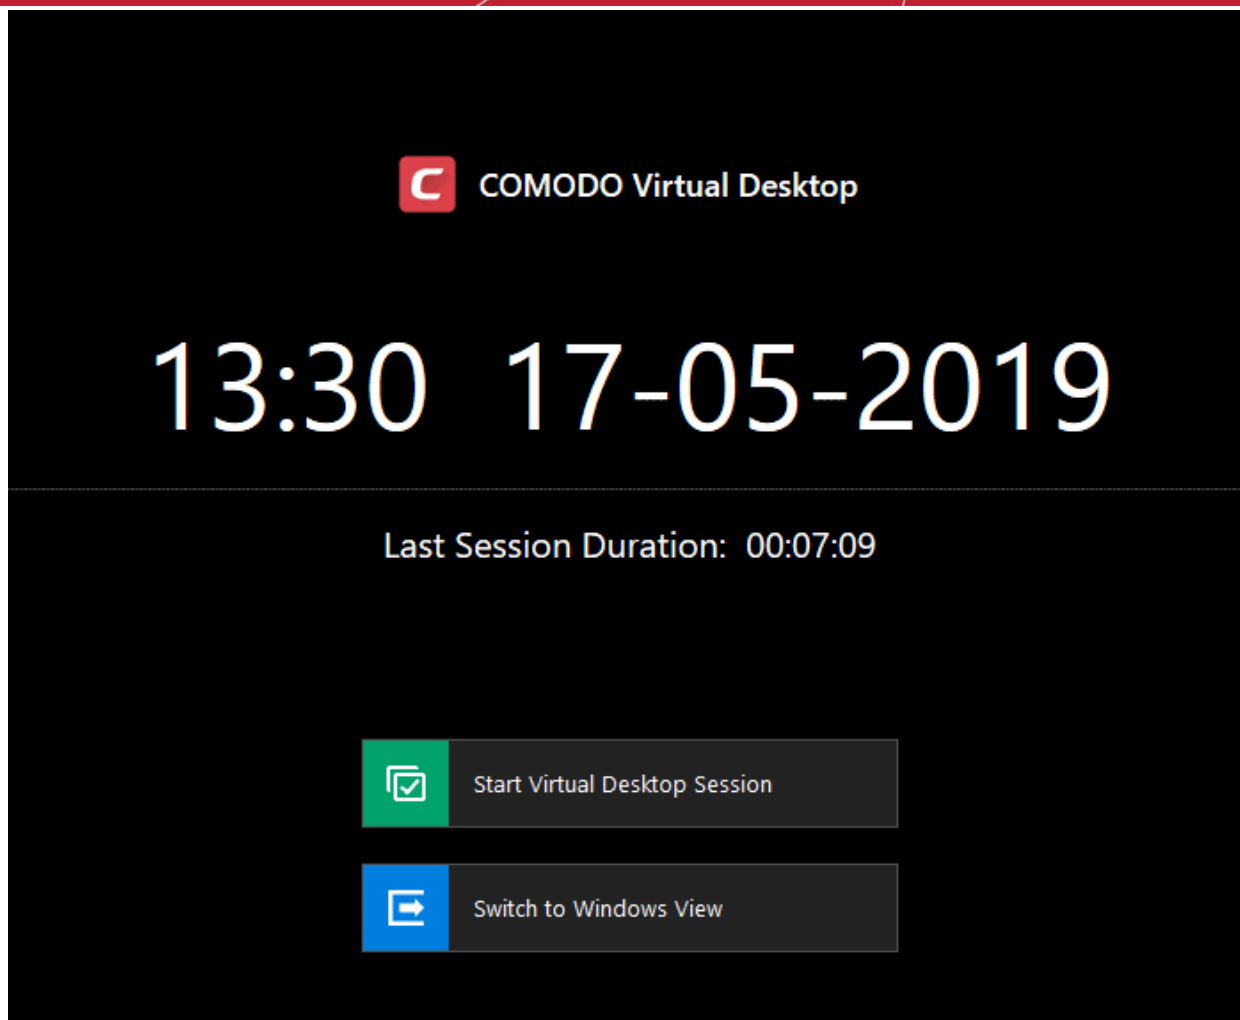 COMODO Virtual Desktop
13:30 17-05-2019
Last Session Duration: 00:07:09
Start Virtual Desktop Session
Switch to Windows View